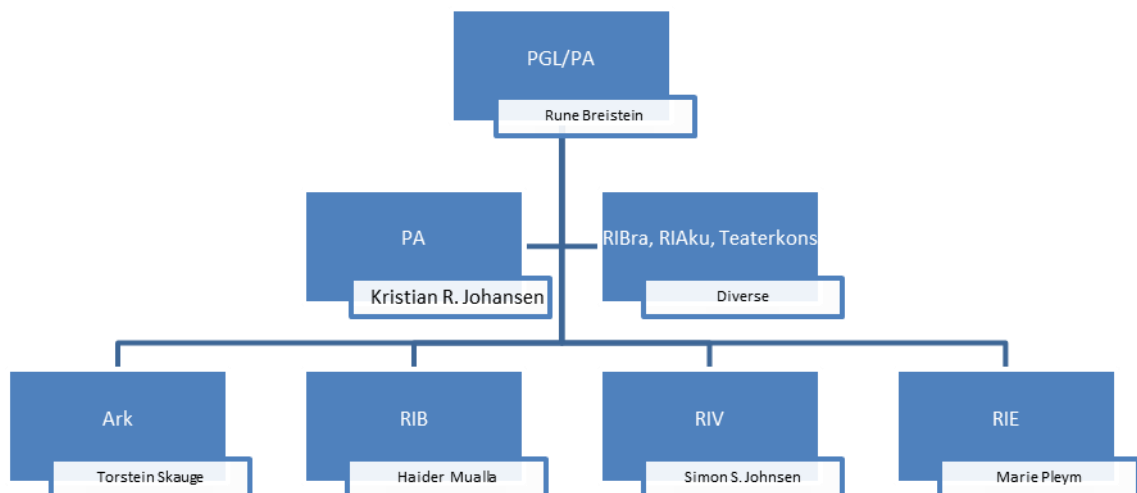 PGL/PA
Rune Breistein
PA
Kristian R. Johansen
RIBra, RIAku, Teaterkons
Diverse
Ark
Torstein Skauge
RIB
Haider Mualla
RIV
Simon S. Johnsen
RIE
Marie Pleym